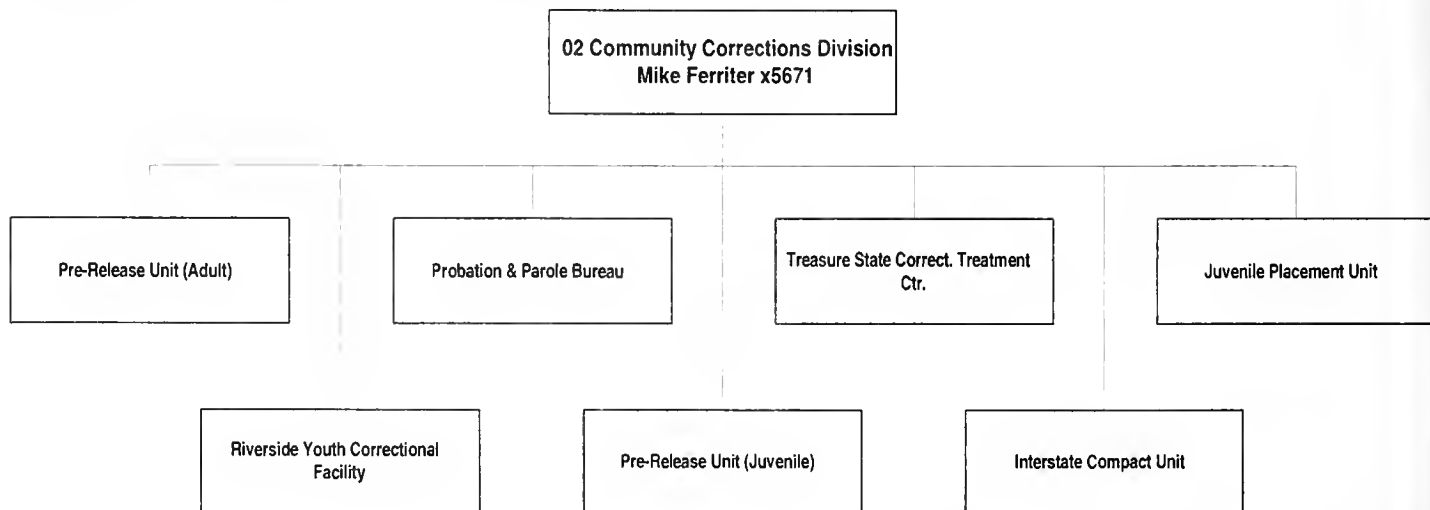 02 Community Corrections Division
Mike Ferriter x5671
Pre-Release Unit (Adult)
Probation & Parole Bureau
Treasure State Correct. Treatment
Ctr.
Juvenile Placement Unit
Riverside Youth Correctional
Facility
Pre-Release Unit (Juvenile)
Interstate Compact Unit